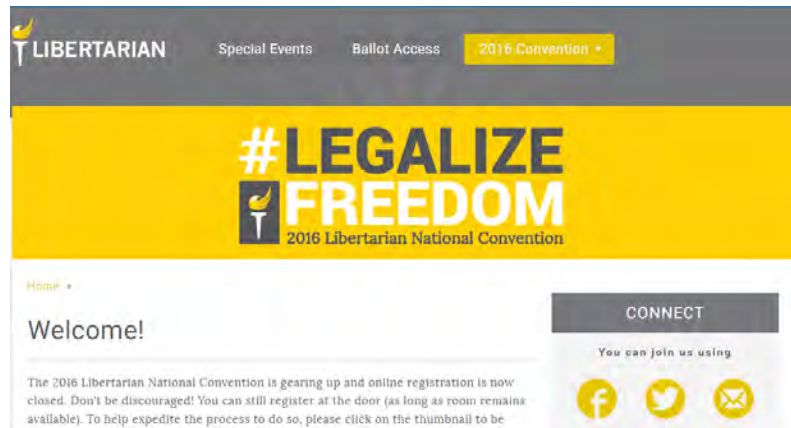 LIBERTARIAN
Special Events
Ballot Access
2016 Convention
#LEGALIZE
FREEDOM
2016 Libertarian National Convention
Home
Welcome!
The 2016 Libertarian National Convention is gearing up and online registration is now
closed. Don't be discouraged! You can still register at the door (as long as room remains
available). To help expedite the process to do so, please click on the thumbnail to be
CONNECT
You can join us using